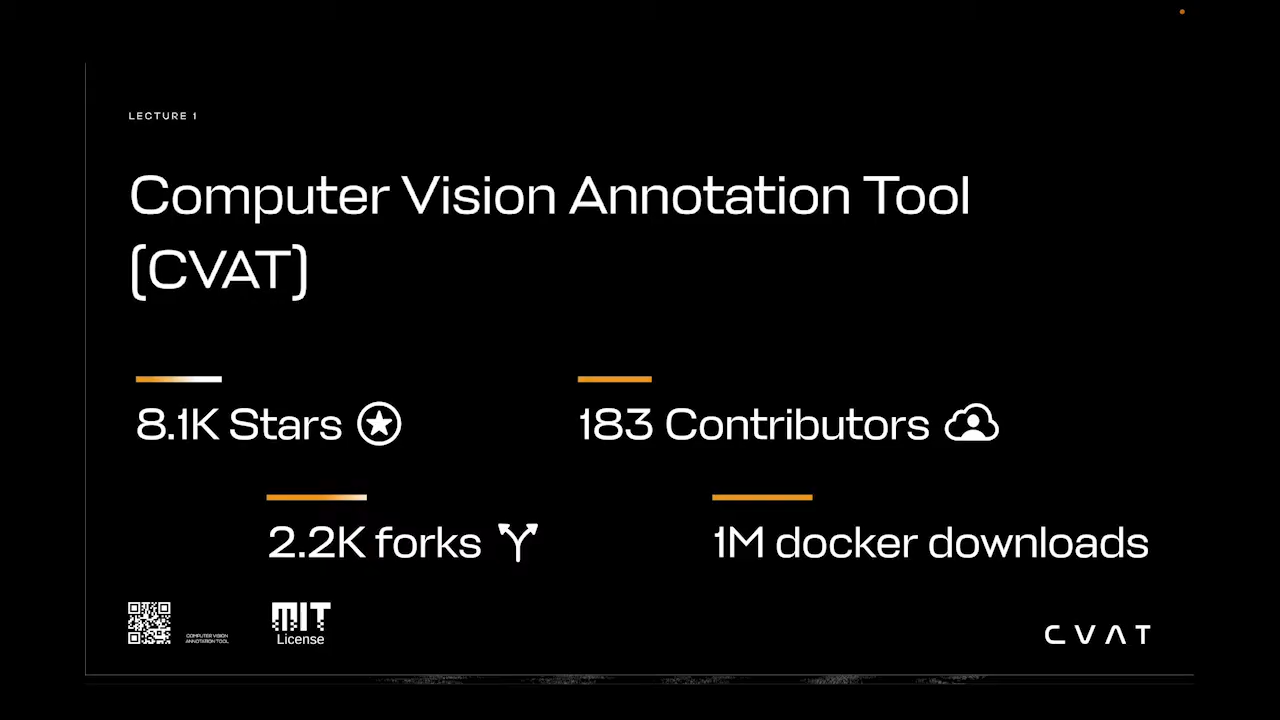 LECTURE 1
Computer Vision Annotation Tool
(CVAT)
8.1K Stars
183 Contributors
2.2K forks
1M docker downloads
COMPUTER VISION
ANNOTATION TOOL
MIT
License
CVAT